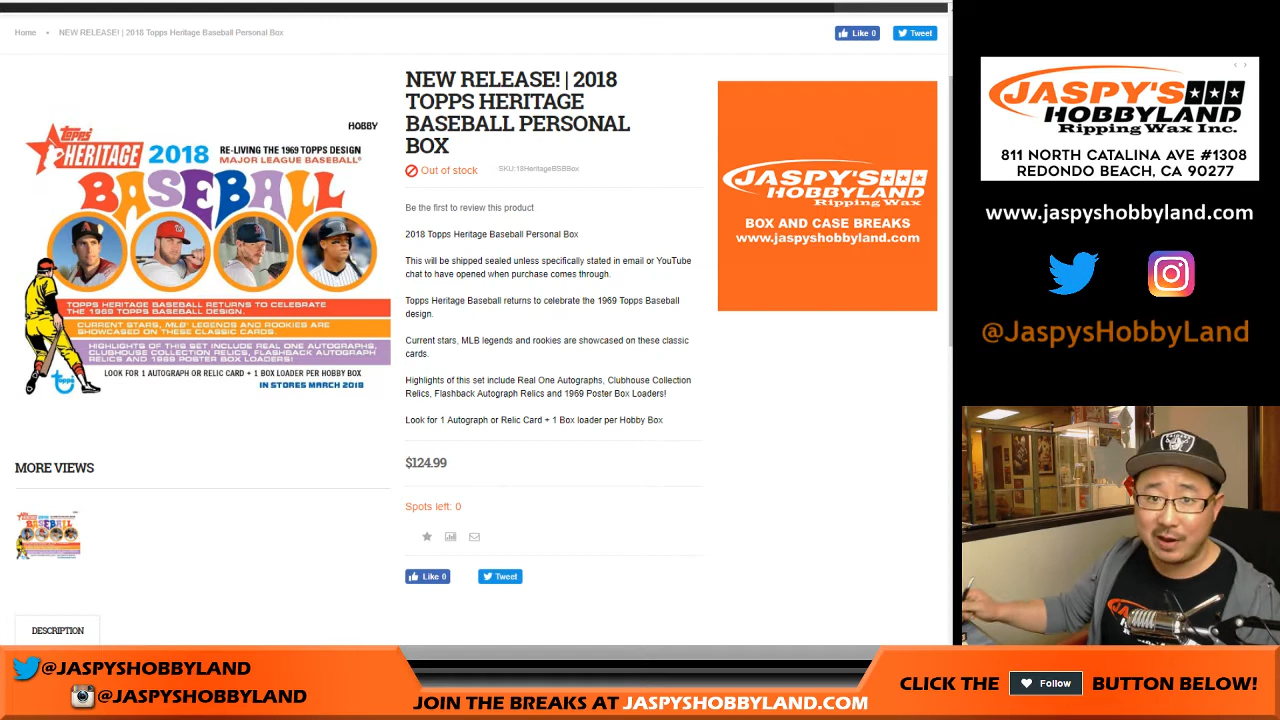 Home • NEW RELEASE! | 2018 Topps Heritage Baseball Personal Box
Like 0
Tweet
HOBBY
Topps
HERITAGE
2018
RE-LIVING THE 1969 TOPPS DESIGN
MAJOR LEAGUE BASEBALL®
BASEBALL
TOPPS HERITAGE BASEBALL RETURNS TO CELEBRATE
THE 1969 TOPPS BASEBALL DESIGN.
CURRENT STARS, MLB® LEGENDS AND ROOKIES ARE
SHOWCASED ON THESE CLASSIC CARDS.
HIGHLIGHTS OF THIS SET INCLUDE REAL ONE AUTOGRAPHS,
CLUBHOUSE COLLECTION RELICS, FLASHBACK AUTOGRAPH
RELICS AND 1969 POSTER BOX LOADERS!
LOOK FOR 1 AUTOGRAPH OR RELIC CARD + 1 BOX LOADER PER HOBBY BOX
topps
IN STORES MARCH 2018
MORE VIEWS
DESCRIPTION
NEW RELEASE! | 2018
TOPPS HERITAGE
BASEBALL PERSONAL
BOX
Out of stock
SKU:18HeritageBSBBox
Be the first to review this product
2018 Topps Heritage Baseball Personal Box
This will be shipped sealed unless specifically stated in email or YouTube
chat to have opened when purchase comes through.
Topps Heritage Baseball returns to celebrate the 1969 Topps Baseball
design.
Current stars, MLB legends and rookies are showcased on these classic
cards.
Highlights of this set include Real One Autographs, Clubhouse Collection
Relics, Flashback Autograph Relics and 1969 Poster Box Loaders!
Look for 1 Autograph or Relic Card + 1 Box loader per Hobby Box
$124.99
Spots left: 0
Like 0
Tweet
JASPY'S
HOBBYLAND
Ripping Wax Inc.
BOX AND CASE BREAKS
www.jaspyshobbyland.com
JASPY'S
HOBBYLAND
Ripping Wax Inc.
811 NORTH CATALINA AVE #1308
REDONDO BEACH, CA 90277
www.jaspyshobbyland.com
@JaspysHobbyLand
RAIDERS
@JASPYSHOBBYLAND
@JASPYSHOBBYLAND
JOIN THE BREAKS AT JASPYSHOBBYLAND.COM
CLICK THE Follow BUTTON BELOW!